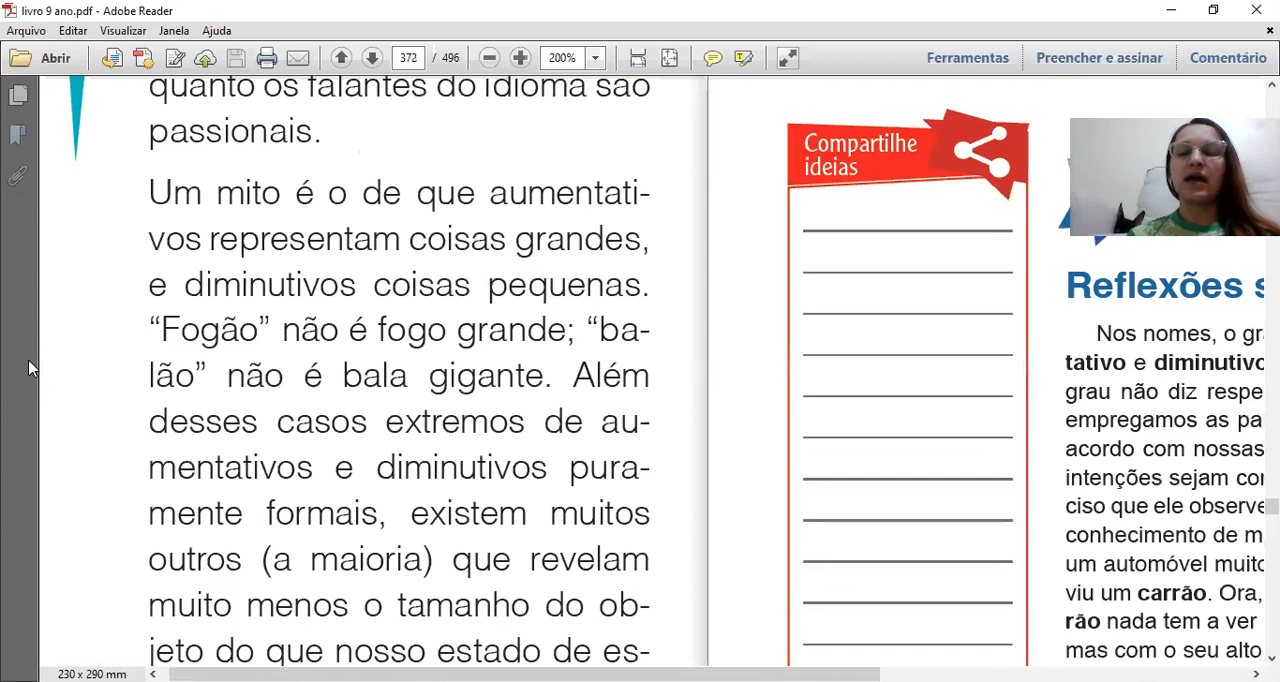 livro 9 ano.pdf - Adobe Reader
Arquivo Editar Visualizar Janela Ajuda
Abrir 372 / 496 200% Ferramentas Preencher e assinar Comentário
quanto os falantes do idioma são
passionais.
Um mito é o de que aumentati-
vos representam coisas grandes,
e diminutivos coisas pequenas.
“Fogão” não é fogo grande; “ba-
lão” não é bala gigante. Além
desses casos extremos de au-
mentativos e diminutivos pura-
mente formais, existem muitos
outros (a maioria) que revelam
muito menos o tamanho do ob-
jeto do que nosso estado de es-
Compartilhe
ideias
Reflexões s
Nos nomes, o gr
tativo e diminutivo
grau não diz respe
empregamos as pa
acordo com nossas
intenções sejam con
ciso que ele observe
conhecimento de m
um automóvel muito
viu um carrão. Ora,
rão nada tem a ver
mas com o seu alto
230 x 290 mm